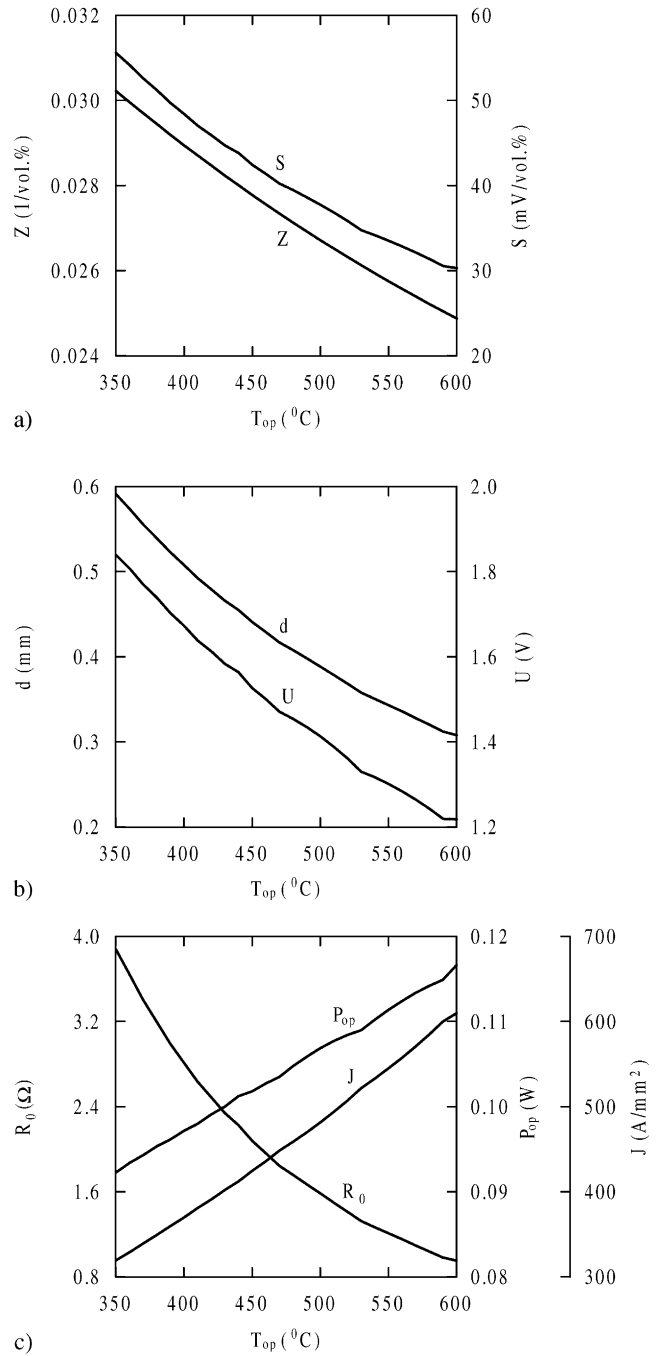 0.032
0.030
0.028
0.026
0.024
Z (1/vol.%)
60
50
40
30
20
S (mV/vol.%)
S
Z
350 400 450 500 550 600
T_op (⁰C)
a)
0.6
0.5
0.4
0.3
0.2
d (mm)
2.0
1.8
1.6
1.4
1.2
U (V)
d
U
350 400 450 500 550 600
T_op (⁰C)
b)
4.0
3.2
2.4
1.6
0.8
R₀(Ω)
0.12
0.11
0.10
0.09
0.08
P_op (W)
700
600
500
400
300
J (A/mm²)
P_op
J
R₀
350 400 450 500 550 600
T_op (⁰C)
c)